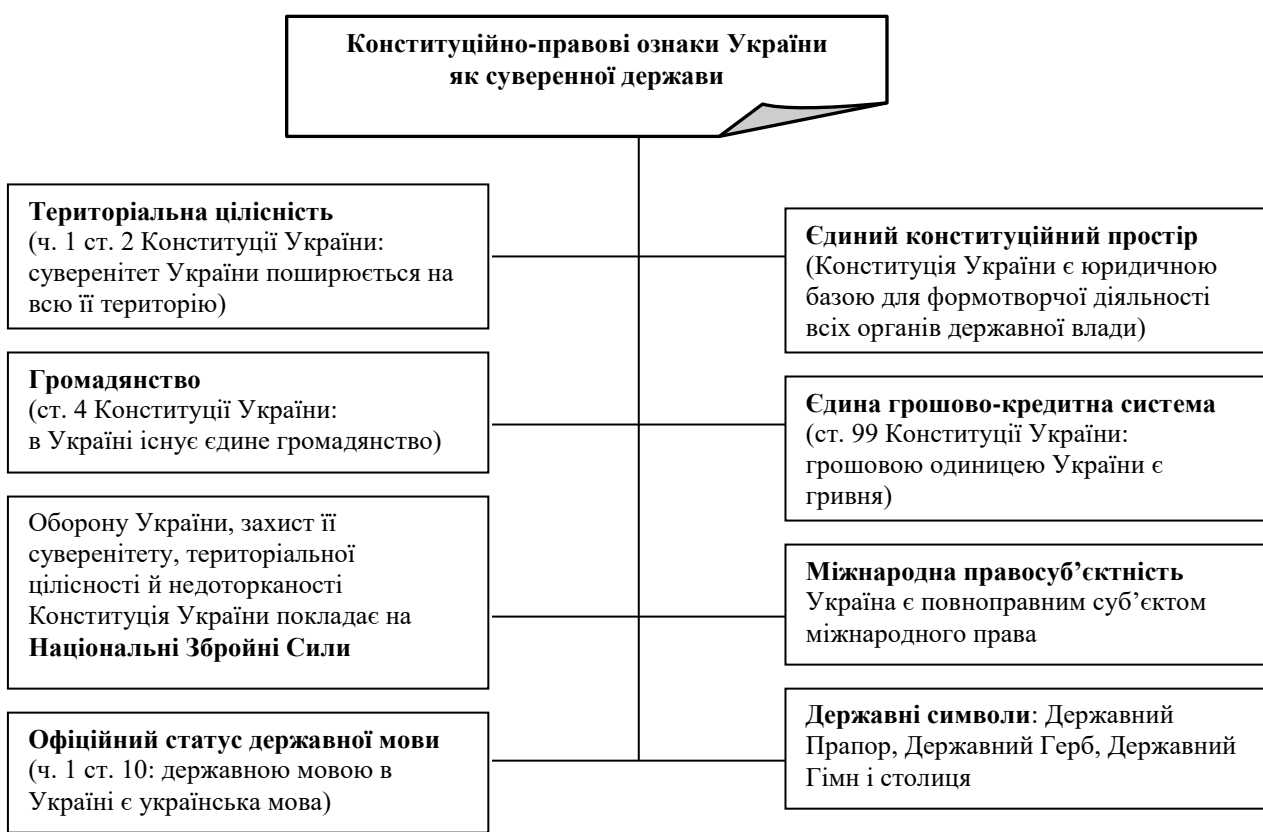 Конституційно-правові ознаки України
як суверенної держави
Територіальна цілісність
(ч. 1 ст. 2 Конституції України:
суверенітет України поширюється на
всю її територію)
Громадянство
(ст. 4 Конституції України:
в Україні існує єдине громадянство)
Оборону України, захист її
суверенітету, територіальної
цілісності й недоторканості
Конституція України покладає на
Національні Збройні Сили
Офіційний статус державної мови
(ч. 1 ст. 10: державною мовою в
Україні є українська мова)
Єдиний конституційний простір
(Конституція України є юридичною
базою для формотворчої діяльності
всіх органів державної влади)
Єдина грошово-кредитна система
(ст. 99 Конституції України:
грошовою одиницею України є
гривня)
Міжнародна правосуб’єктність
Україна є повноправним суб’єктом
міжнародного права
Державні символи: Державний
Прапор, Державний Герб, Державний
Гімн і столиця